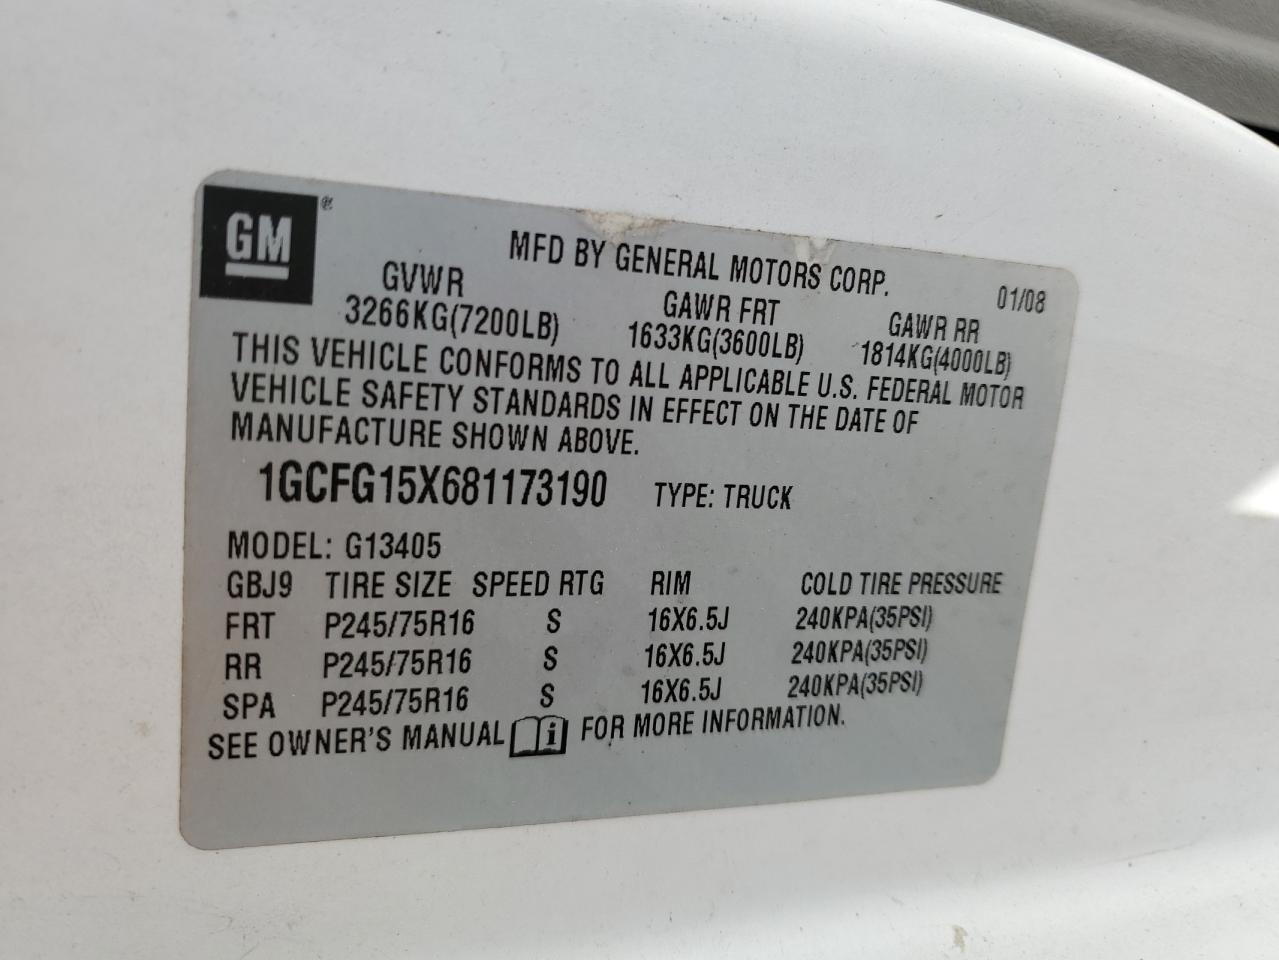 GM®
MFD BY GENERAL MOTORS CORP.
01/08
GVWR GAWR FRT GAWR RR
3266KG(7200LB) 1633KG(3600LB) 1814KG(4000LB)
THIS VEHICLE CONFORMS TO ALL APPLICABLE U.S. FEDERAL MOTOR
VEHICLE SAFETY STANDARDS IN EFFECT ON THE DATE OF
MANUFACTURE SHOWN ABOVE.
1GCFG15X681173190 TYPE: TRUCK
MODEL: G13405
GBJ9 TIRE SIZE SPEED RTG RIM COLD TIRE PRESSURE
FRT P245/75R16 S 16X6.5J 240KPA(35PSI)
RR P245/75R16 S 16X6.5J 240KPA(35PSI)
SPA P245/75R16 S 16X6.5J 240KPA(35PSI)
SEE OWNER'S MANUAL i FOR MORE INFORMATION.